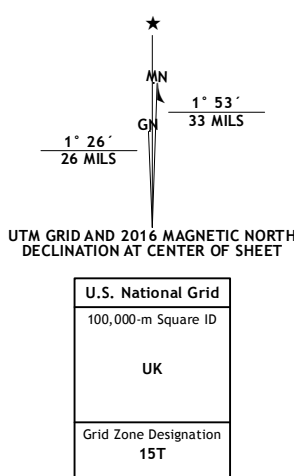 ★
MN
1° 53´
33 MILS
GN
1° 26´
26 MILS
UTM GRID AND 2016 MAGNETIC NORTH
DECLINATION AT CENTER OF SHEET
U.S. National Grid
100,000-m Square ID
UK
Grid Zone Designation
15T